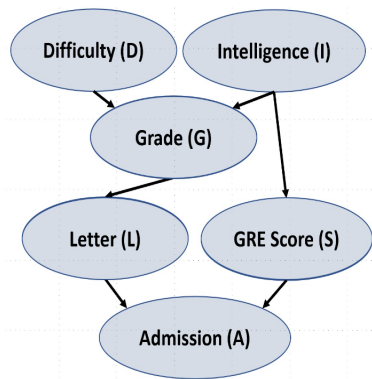 Difficulty (D)
Intelligence (I)
Grade (G)
Letter (L)
GRE Score (S)
Admission (A)